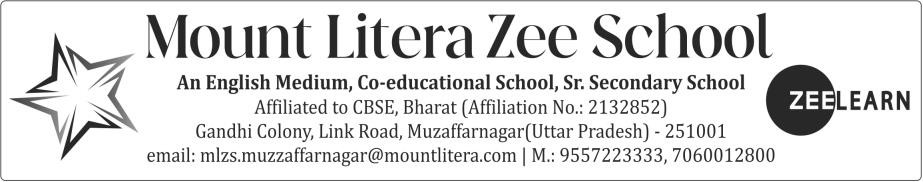 Mount Litera Zee School
An English Medium, Co-educational School, Sr. Secondary School
Affiliated to CBSE, Bharat (Affiliation No.: 2132852)
Gandhi Colony, Link Road, Muzaffarnagar(Uttar Pradesh) - 251001
email: mlzs.muzzaffarnagar@mountlitera.com | M.: 9557223333, 7060012800
ZEELEARN